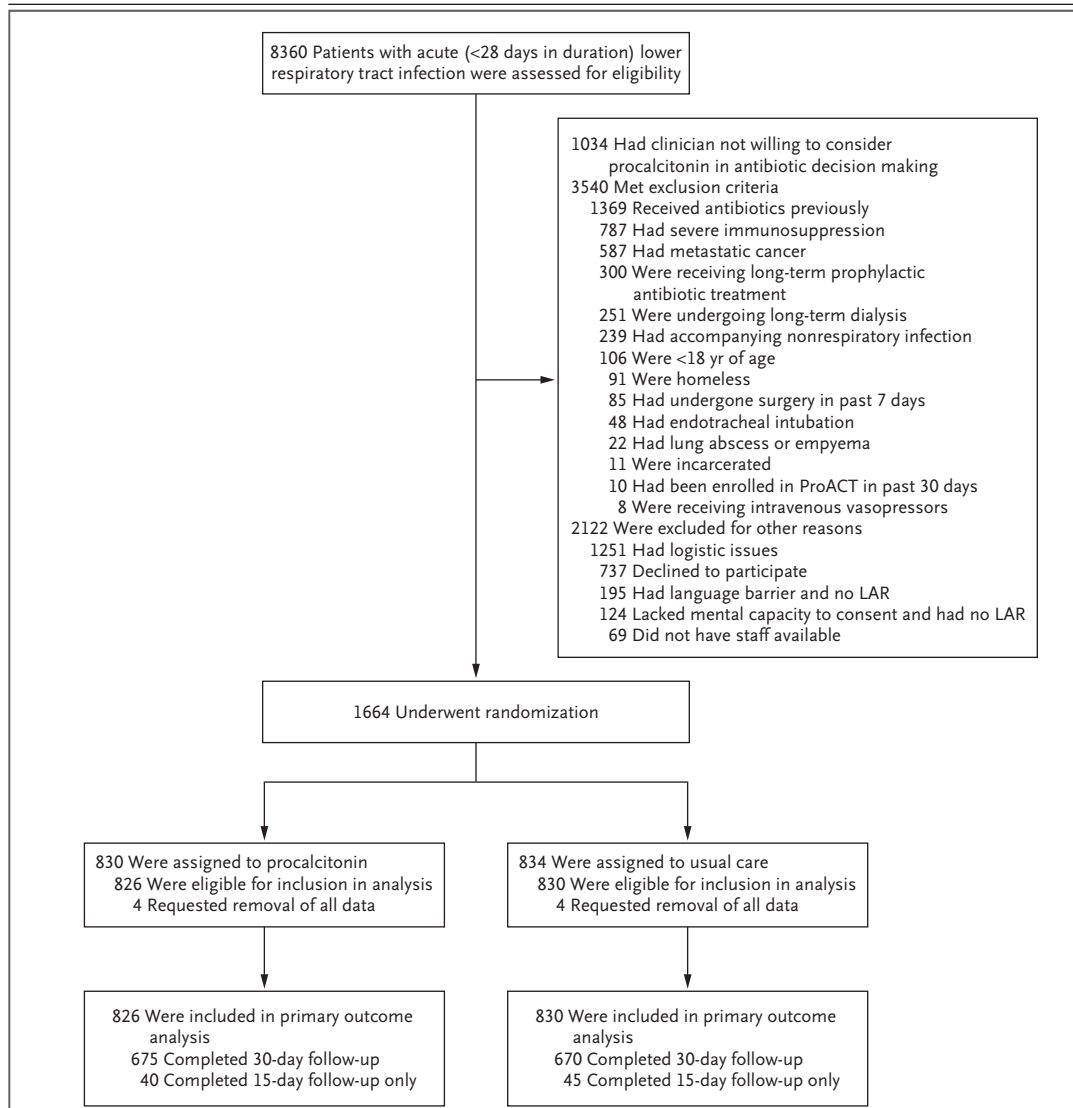 8360 Patients with acute (<28 days in duration) lower
respiratory tract infection were assessed for eligibility
1034 Had clinician not willing to consider
procalcitonin in antibiotic decision making
3540 Met exclusion criteria
1369 Received antibiotics previously
787 Had severe immunosuppression
587 Had metastatic cancer
300 Were receiving long-term prophylactic
antibiotic treatment
251 Were undergoing long-term dialysis
239 Had accompanying nonrespiratory infection
106 Were <18 yr of age
91 Were homeless
85 Had undergone surgery in past 7 days
48 Had endotracheal intubation
22 Had lung abscess or empyema
11 Were incarcerated
10 Had been enrolled in ProACT in past 30 days
8 Were receiving intravenous vasopressors
2122 Were excluded for other reasons
1251 Had logistic issues
737 Declined to participate
195 Had language barrier and no LAR
124 Lacked mental capacity to consent and had no LAR
69 Did not have staff available
1664 Underwent randomization
830 Were assigned to procalcitonin
826 Were eligible for inclusion in analysis
4 Requested removal of all data
834 Were assigned to usual care
830 Were eligible for inclusion in analysis
4 Requested removal of all data
826 Were included in primary outcome
analysis
675 Completed 30-day follow-up
40 Completed 15-day follow-up only
830 Were included in primary outcome
analysis
670 Completed 30-day follow-up
45 Completed 15-day follow-up only